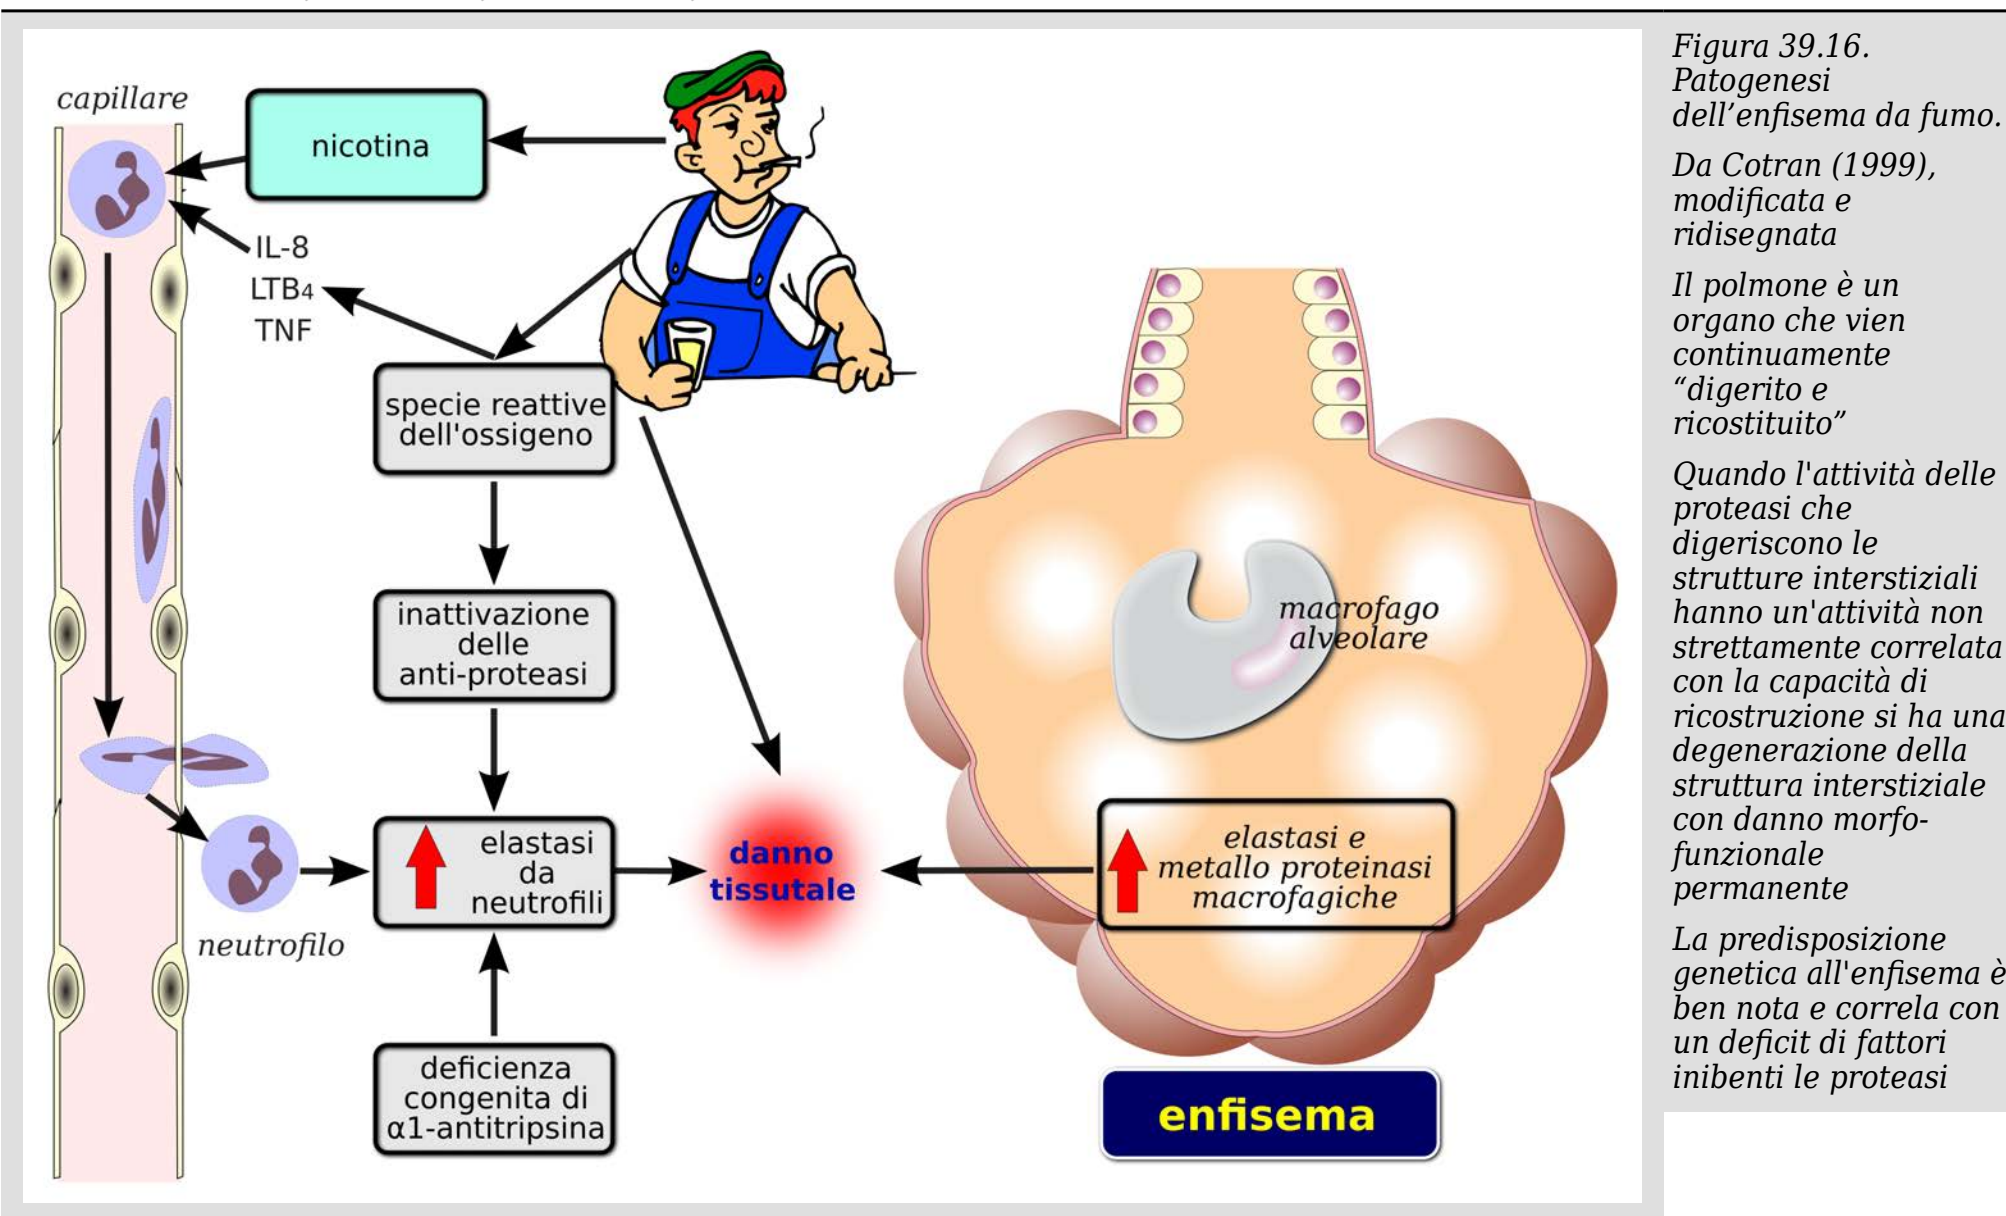 capillare
nicotina
IL-8
LTB4
TNF
specie reattive
dell'ossigeno
inattivazione
delle
anti-proteasi
elastasi
da
neutrofili
neutrofilo
deficienza
congenita di
α1-antitripsina
danno
tissutale
macrofago
alveolare
elastasi e
metallo proteinasi
macrofagiche
enfisema
Figura 39.16.
Patogenesi
dell’enfisema da fumo.
Da Cotran (1999),
modificata e
ridisegnata
Il polmone è un
organo che vien
continuamente
“digerito e
ricostituito”
Quando l'attività delle
proteasi che
digeriscono le
strutture interstiziali
hanno un'attività non
strettamente correlata
con la capacità di
ricostruzione si ha una
degenerazione della
struttura interstiziale
con danno morfo-
funzionale
permanente
La predisposizione
genetica all'enfisema è
ben nota e correla con
un deficit di fattori
inibenti le proteasi